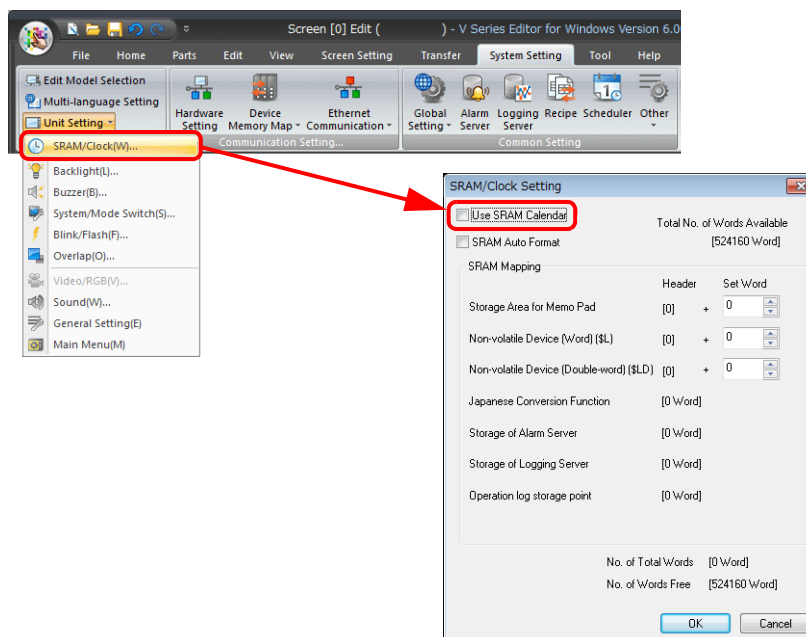 Screen [0] Edit ( ) - V Series Editor for Windows Version 6.0
File Home Parts Edit View Screen Setting Transfer System Setting Tool Help
Edit Model Selection
Multi-language Setting
Unit Setting
Hardware Setting
Device Memory Map
Ethernet Communication
Communication Setting...
Global Setting
Alarm Server
Logging Server
Recipe
Scheduler
Other
Common Setting
SRAM/Clock(W)...
Backlight(L)...
Buzzer(B)...
System/Mode Switch(S)...
Blink/Flash(F)...
Overlap(O)...
Video/RGB(V)...
Sound(W)...
General Setting(E)
Main Menu(M)
SRAM/Clock Setting
Use SRAM Calendar
Total No. of Words Available
SRAM Auto Format
[524160 Word]
SRAM Mapping
Header Set Word
Storage Area for Memo Pad [0] + 0
Non-volatile Device (Word) ($L) [0] + 0
Non-volatile Device (Double-word) ($LD) [0] + 0
Japanese Conversion Function [0 Word]
Storage of Alarm Server [0 Word]
Storage of Logging Server [0 Word]
Operation log storage point [0 Word]
No. of Total Words [0 Word]
No. of Words Free [524160 Word]
OK Cancel